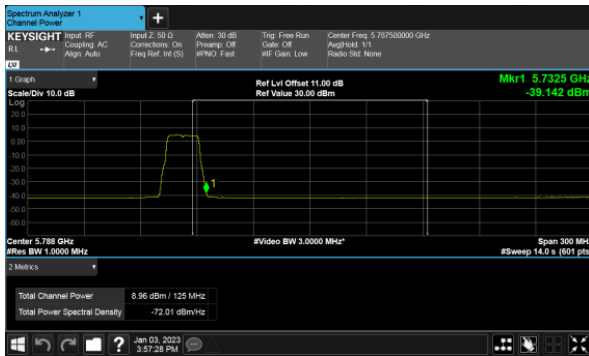 Spectrum Analyzer 1
Channel Power
+
KEYSIGHT Input: RF Input Z: 50 Ω Atten: 30 dB Trig: Free Run Center Freq: 5.787500000 GHz
RL Coupling: AC Corrections: On Preamp: Off Gate: Off Avg|Hold: 1/1
Align: Auto Freq Ref: Int (S) #PNO: Fast #IF Gain: Low Radio Std: None
LXI
1 Graph
Ref Lvl Offset 11.00 dB Mkr1 5.7325 GHz
Scale/Div 10.0 dB Ref Value 30.00 dBm -39.142 dBm
Log
20.0
10.0
0.00
-10.0
-20.0
-30.0
1
-40.0
-50.0
-60.0
Center 5.788 GHz #Video BW 3.0000 MHz* Span 300 MH
#Res BW 1.0000 MHz #Sweep 14.0 s (601 pts
2 Metrics
Total Channel Power 8.96 dBm / 125 MHz
Total Power Spectral Density -72.01 dBm/Hz
? Jan 03, 2023
3:57:28 PM